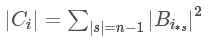 $|C_i| = \sum_{|s|=n-1} |B_{i_{*s}}|^2$